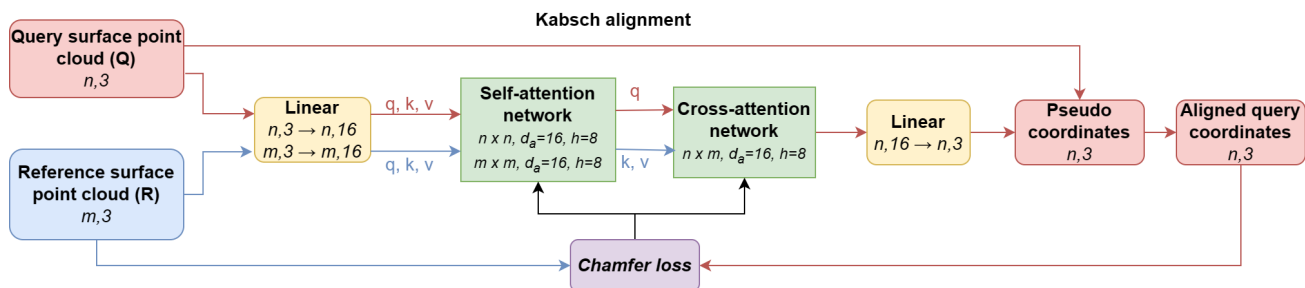 Kabsch alignment
Query surface point
cloud (Q)
n,3
Reference surface
point cloud (R)
m,3
Linear
n,3 → n,16
m,3 → m,16
q, k, v
q, k, v
Self-attention
network
n x n, dₐ=16, h=8
m x m, dₐ=16, h=8
q
k, v
Cross-attention
network
n x m, dₐ=16, h=8
Linear
n,16 → n,3
Pseudo
coordinates
n,3
Aligned query
coordinates
n,3
Chamfer loss